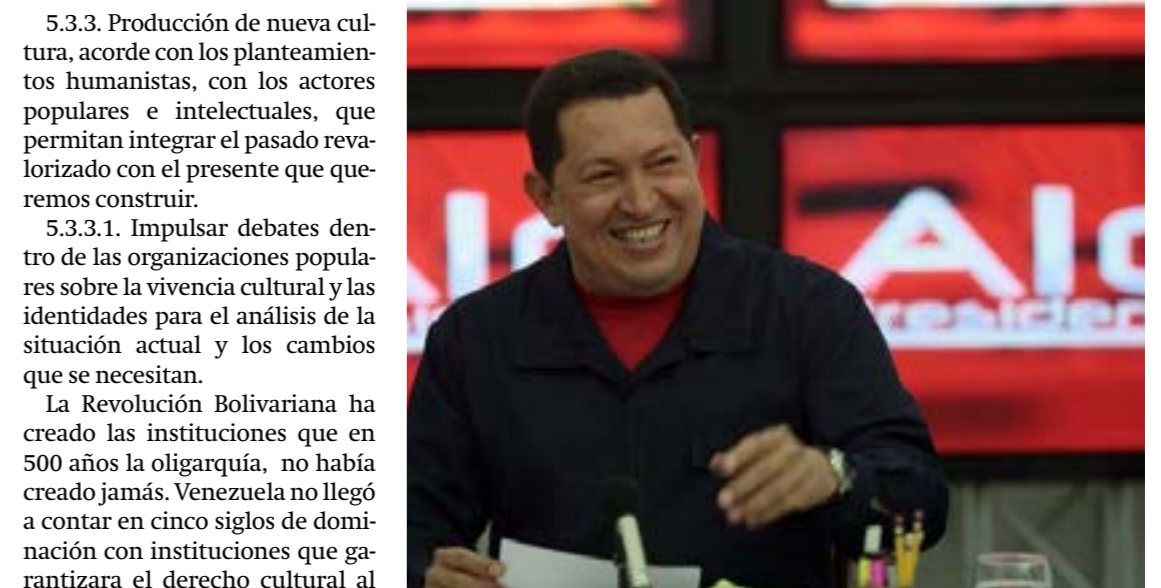 5.3.3. Producción de nueva cul-
tura, acorde con los planteamien-
tos humanistas, con los actores
populares e intelectuales, que
permitan integrar el pasado reva-
lorizado con el presente que que-
remos construir.
5.3.3.1. Impulsar debates den-
tro de las organizaciones popula-
res sobre la vivencia cultural y las
identidades para el análisis de la
situación actual y los cambios
que se necesitan.
La Revolución Bolivariana ha
creado las instituciones que en
500 años la oligarquía, no había
creado jamás. Venezuela no llegó
a contar en cinco siglos de domi-
nación con instituciones que ga-
rantizara el derecho cultural al
Alo